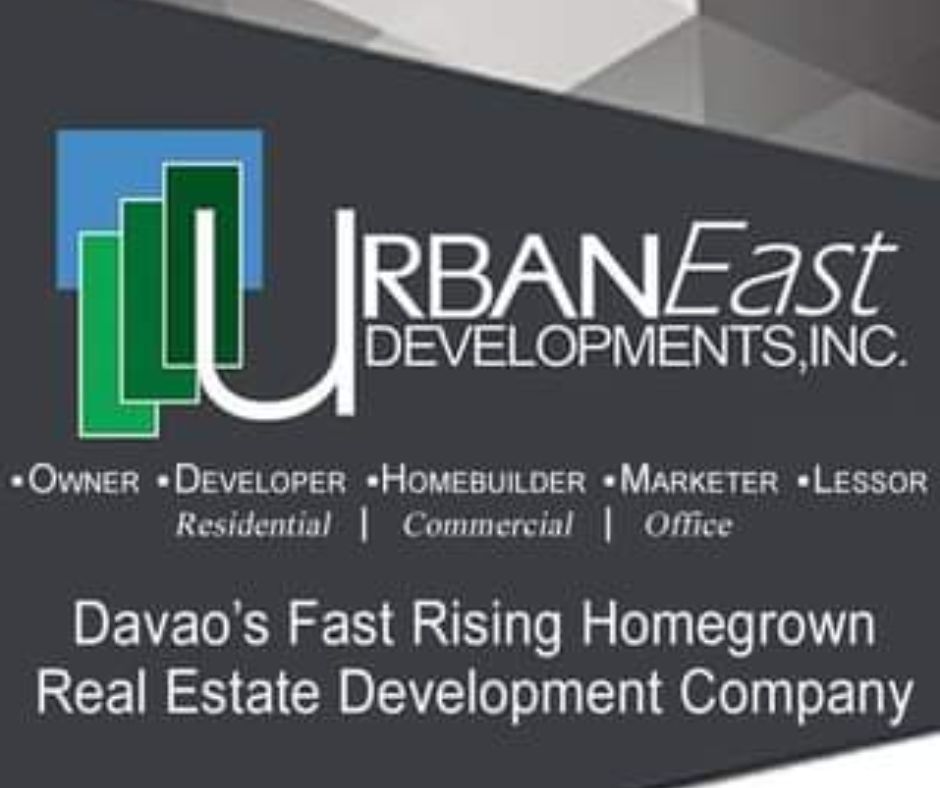 URBANEast
DEVELOPMENTS,INC.
•OWNER •DEVELOPER •HOMEBUILDER •MARKETER •LESSOR
Residential | Commercial | Office
Davao's Fast Rising Homegrown
Real Estate Development Company